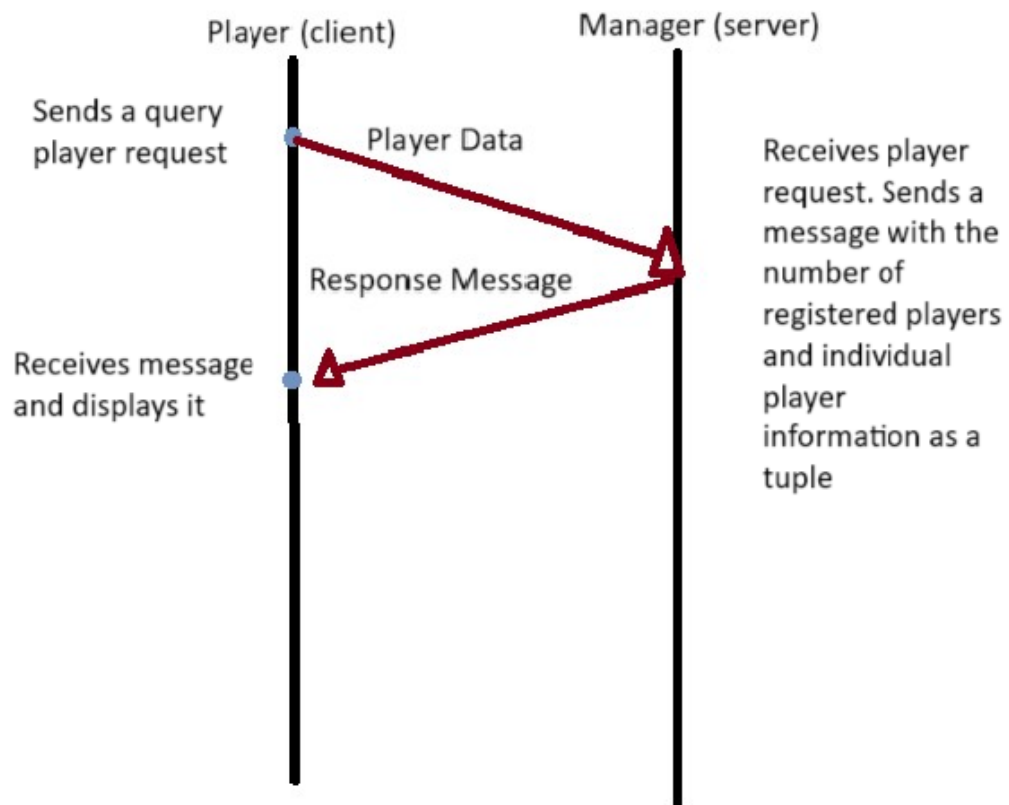 Player (client)
Manager (server)
Sends a query
player request
Player Data
Receives player
request. Sends a
message with the
number of
registered players
and individual
player
information as a
tuple
Response Message
Receives message
and displays it